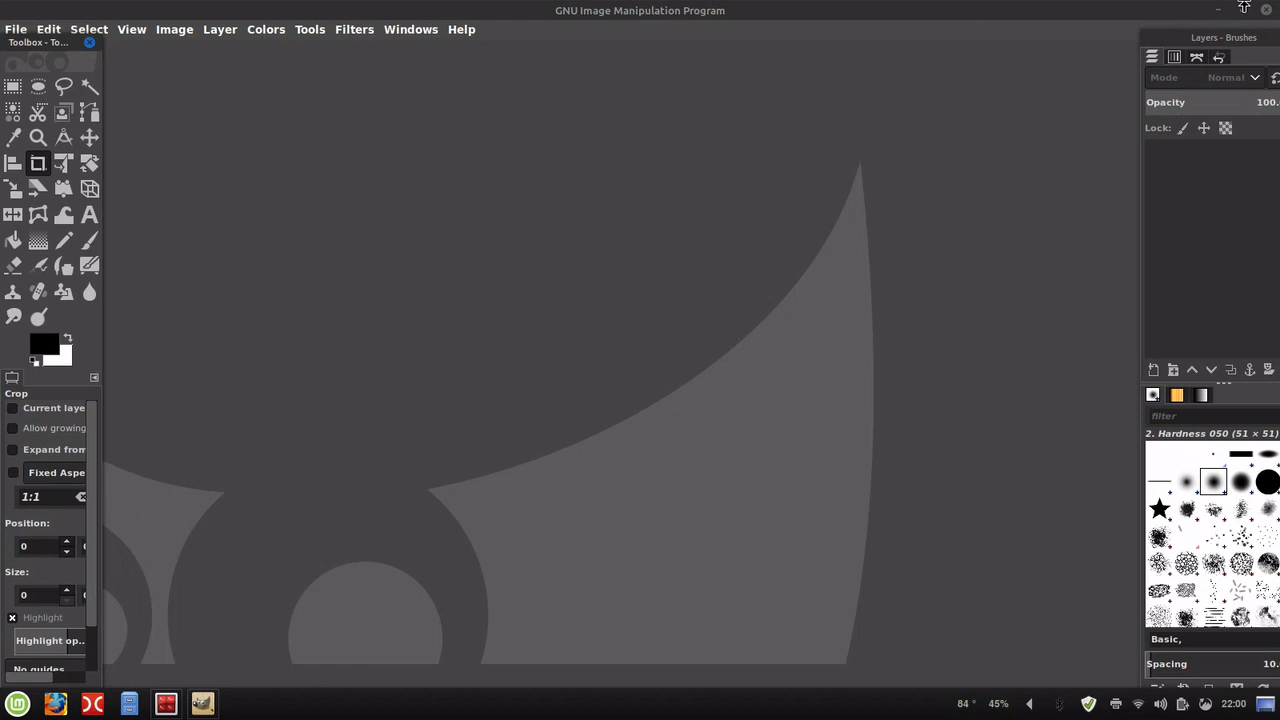 GNU Image Manipulation Program
File Edit Select View Image Layer Colors Tools Filters Windows Help
Toolbox - To...
Layers - Brushes
Mode Normal
Opacity 100.
Lock:
Crop
Current laye
Allow growing
Expand from
Fixed Aspe
1:1
Position:
0
Size:
0
Highlight
Highlight op...
No guides
filter
2. Hardness 050 (51 × 51)
Basic,
Spacing 10.
84 ° 45% 22:00